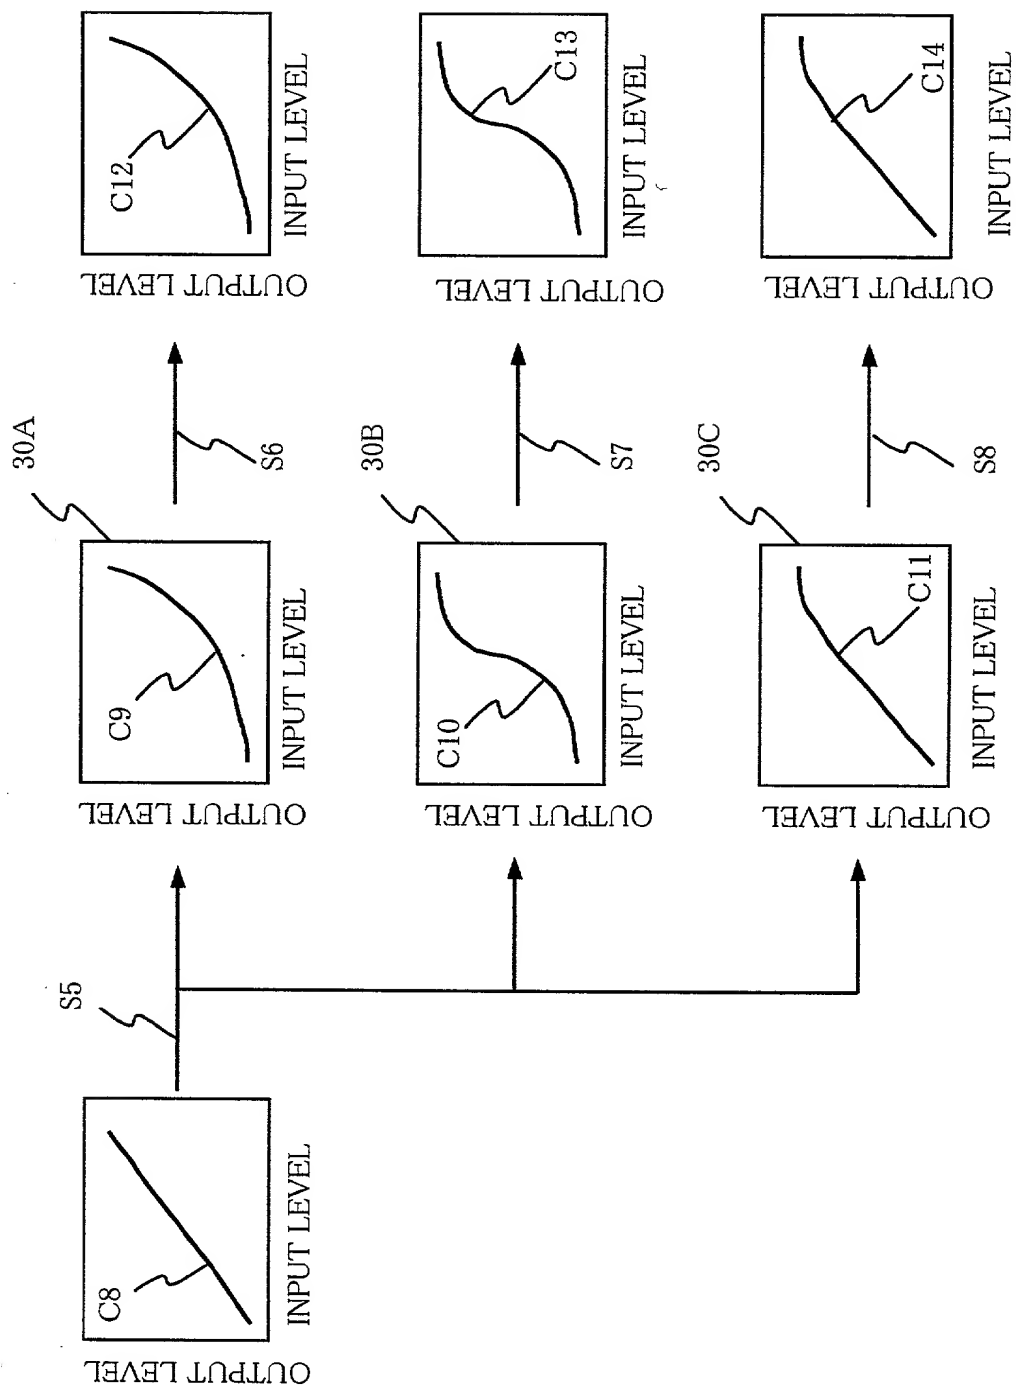 C8
OUTPUT LEVEL
INPUT LEVEL
S5
30A
C9
OUTPUT LEVEL
INPUT LEVEL
S6
C12
OUTPUT LEVEL
INPUT LEVEL
30B
C10
OUTPUT LEVEL
INPUT LEVEL
S7
C13
OUTPUT LEVEL
INPUT LEVEL
30C
C11
OUTPUT LEVEL
INPUT LEVEL
S8
C14
OUTPUT LEVEL
INPUT LEVEL